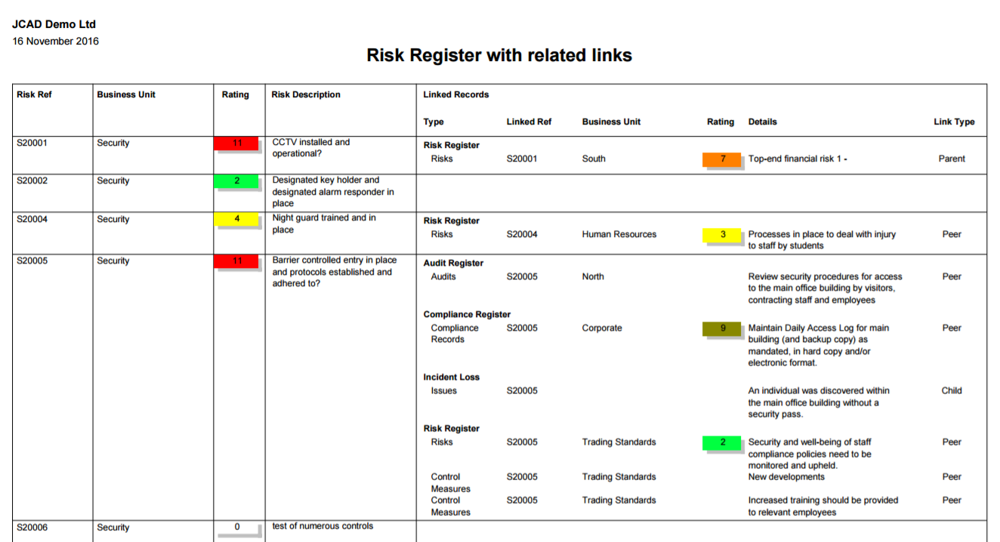 JCAD Demo Ltd
16 November 2016
Risk Register with related links
Risk Ref Business Unit Rating Risk Description Linked Records
Type Linked Ref Business Unit Rating Details Link Type
S20001 Security 11 CCTV installed and
operational?
Risk Register
Risks S20001 South 7 Top-end financial risk 1 - Parent
S20002 Security 2 Designated key holder and
designated alarm responder in
place
S20004 Security 4 Night guard trained and in
place
Risk Register
Risks S20004 Human Resources 3 Processes in place to deal with injury
to staff by students
Peer
S20005 Security 11 Barrier controlled entry in place
and protocols established and
adhered to?
Audit Register
Audits S20005 North Review security procedures for access
to the main office building by visitors,
contracting staff and employees
Peer
Compliance Register
Compliance
Records
S20005 Corporate 9 Maintain Daily Access Log for main
building (and backup copy) as
mandated, in hard copy and/or
electronic format.
Peer
Incident Loss
Issues S20005 An individual was discovered within
the main office building without a
security pass.
Child
Risk Register
Risks S20005 Trading Standards 2 Security and well-being of staff
compliance policies need to be
monitored and upheld.
Peer
Control
Measures
S20005 Trading Standards New developments Peer
Control
Measures
S20005 Trading Standards Increased training should be provided
to relevant employees
Peer
S20006 Security 0 test of numerous controls